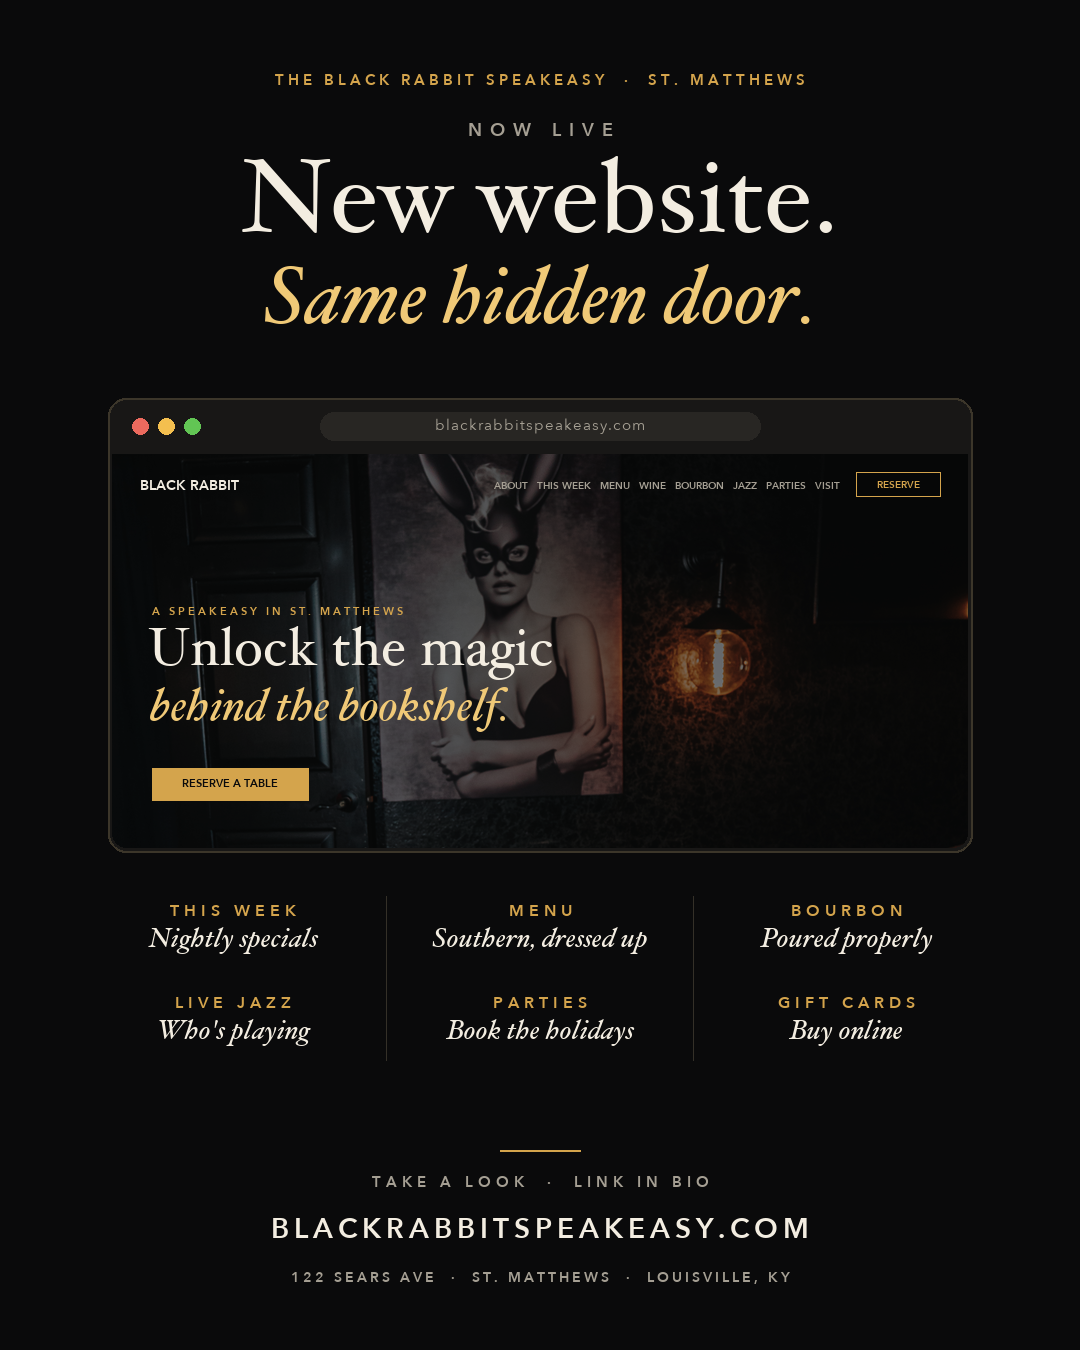 THE BLACK RABBIT SPEAKEASY · ST. MATTHEWS
NOW LIVE
New website.
Same hidden door.
blackrabbitspeakeasy.com
BLACK RABBIT
ABOUT THIS WEEK MENU WINE BOURBON JAZZ PARTIES VISIT RESERVE
A SPEAKEASY IN ST. MATTHEWS
Unlock the magic
behind the bookshelf.
RESERVE A TABLE
THIS WEEK
Nightly specials
MENU
Southern, dressed up
BOURBON
Poured properly
LIVE JAZZ
Who's playing
PARTIES
Book the holidays
GIFT CARDS
Buy online
TAKE A LOOK · LINK IN BIO
BLACKRABBITSPEAKEASY.COM
122 SEARS AVE · ST. MATTHEWS · LOUISVILLE, KY